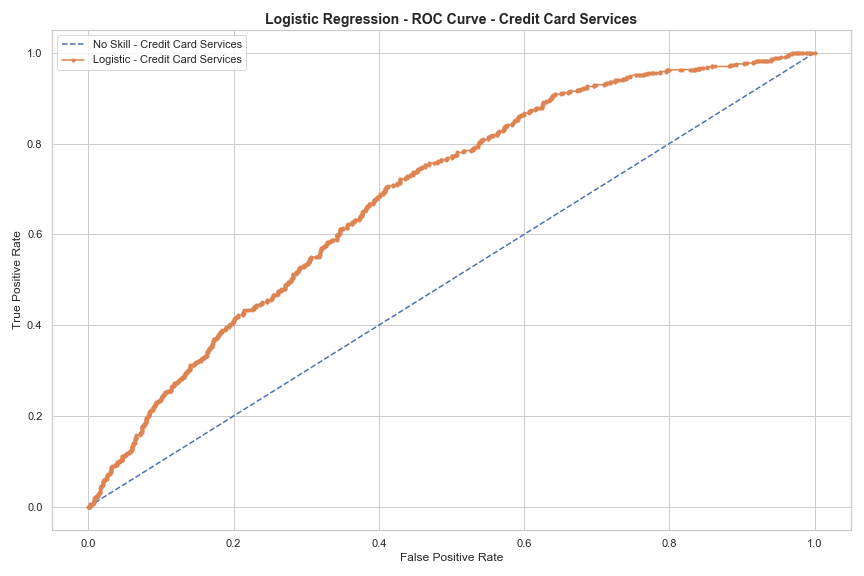 Logistic Regression - ROC Curve - Credit Card Services
No Skill - Credit Card Services
Logistic - Credit Card Services
1.0
0.8
0.6
0.4
0.2
0.0
True Positive Rate
0.0 0.2 0.4 0.6 0.8 1.0
False Positive Rate